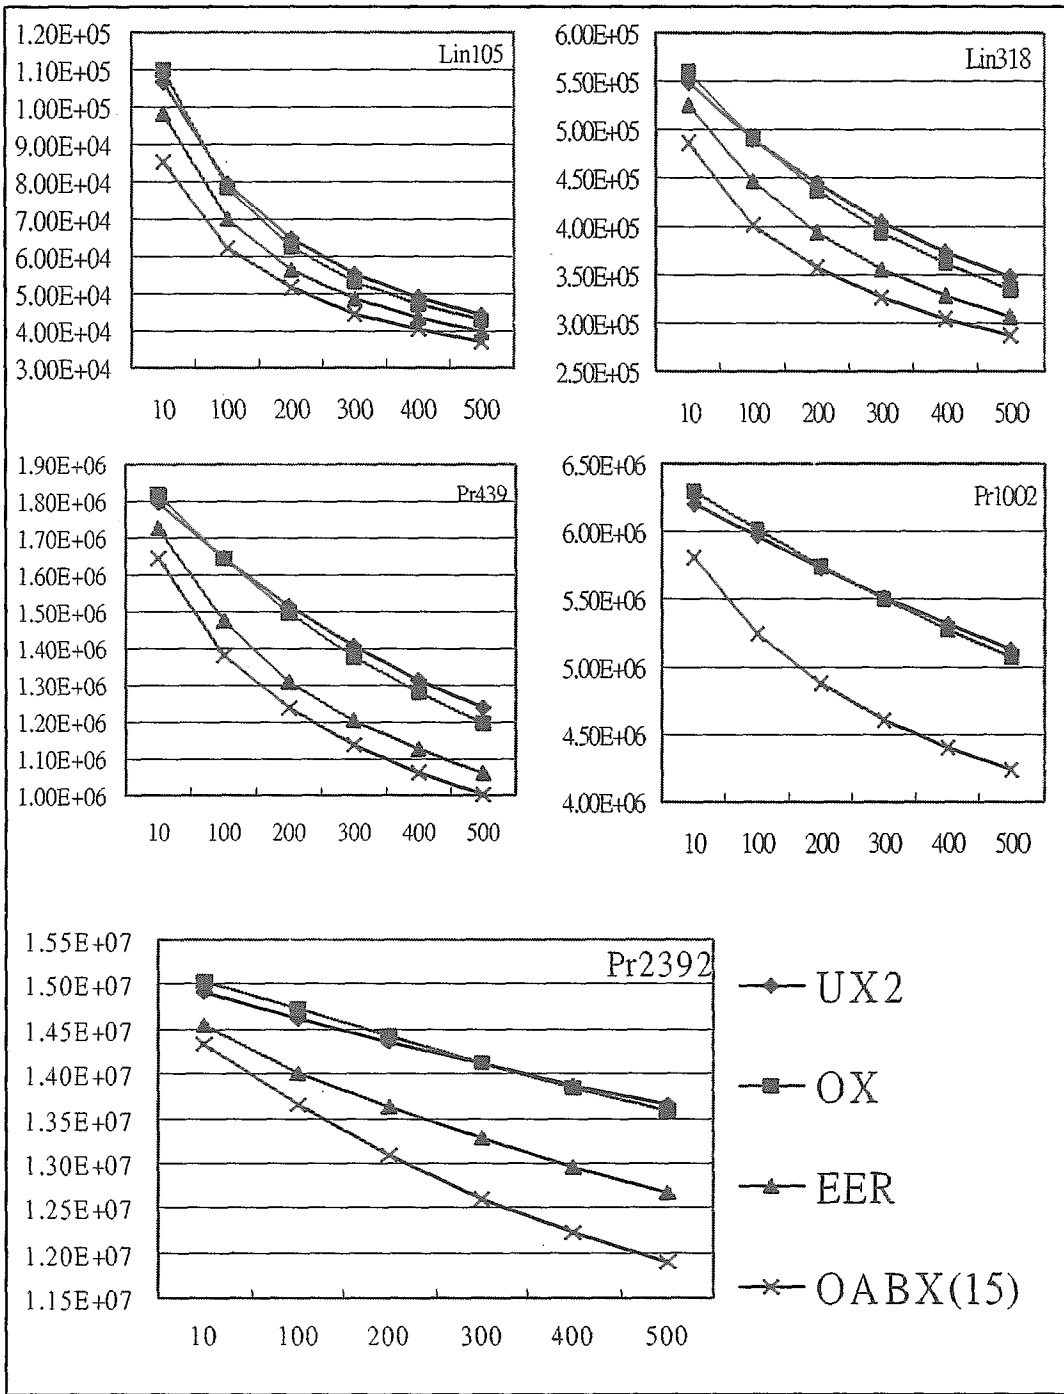 Lin105
1.20E+05
1.10E+05
1.00E+05
9.00E+04
8.00E+04
7.00E+04
6.00E+04
5.00E+04
4.00E+04
3.00E+04
10 100 200 300 400 500
Lin318
6.00E+05
5.50E+05
5.00E+05
4.50E+05
4.00E+05
3.50E+05
3.00E+05
2.50E+05
10 100 200 300 400 500
Pr439
1.90E+06
1.80E+06
1.70E+06
1.60E+06
1.50E+06
1.40E+06
1.30E+06
1.20E+06
1.10E+06
1.00E+06
10 100 200 300 400 500
Pr1002
6.50E+06
6.00E+06
5.50E+06
5.00E+06
4.50E+06
4.00E+06
10 100 200 300 400 500
Pr2392
1.55E+07
1.50E+07
1.45E+07
1.40E+07
1.35E+07
1.30E+07
1.25E+07
1.20E+07
1.15E+07
10 100 200 300 400 500
UX2
OX
EER
OABX(15)